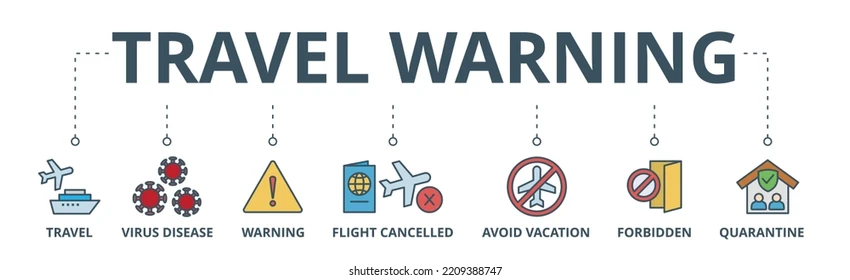 TRAVEL WARNING
TRAVEL VIRUS DISEASE WARNING FLIGHT CANCELLED AVOID VACATION FORBIDDEN QUARANTINE
shutterstock.com · 2209388747